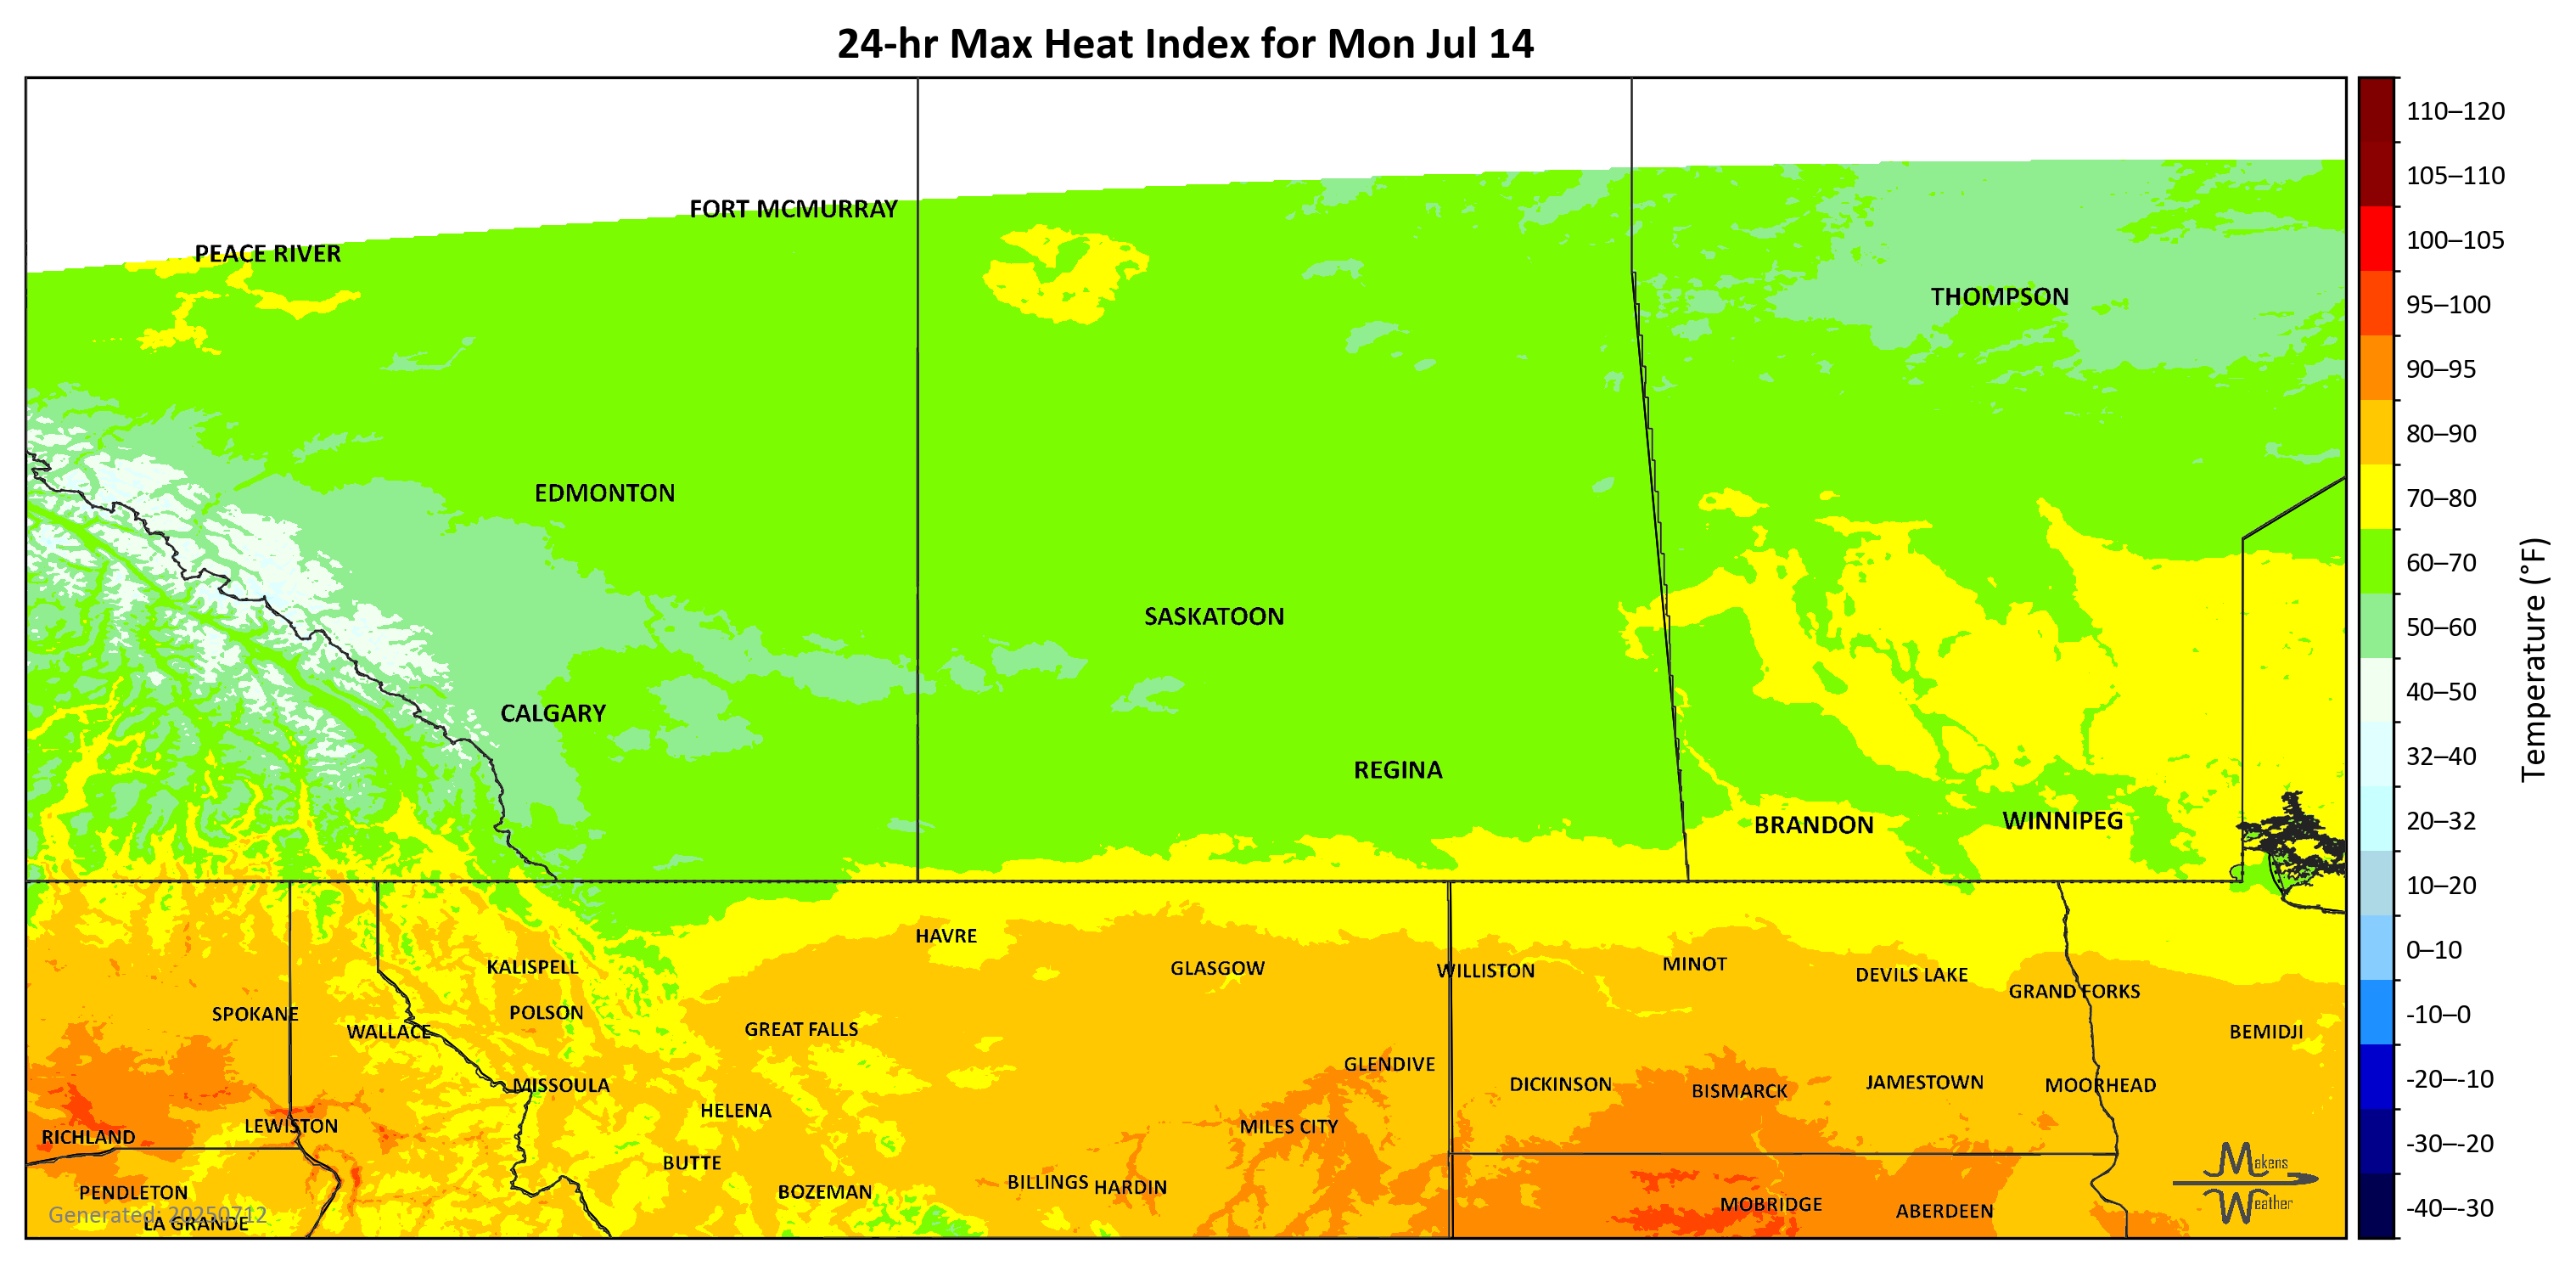 24-hr Max Heat Index for Mon Jul 14
FORT MCMURRAY
PEACE RIVER
THOMPSON
EDMONTON
SASKATOON
CALGARY
REGINA
BRANDON
WINNIPEG
HAVRE
KALISPELL
GLASGOW
WILLISTON
MINOT
DEVILS LAKE
GRAND FORKS
SPOKANE
POLSON
WALLACE
GREAT FALLS
BEMIDJI
GLENDIVE
MISSOULA
DICKINSON
BISMARCK
JAMESTOWN
MOORHEAD
HELENA
LEWISTON
MILES CITY
RICHLAND
BUTTE
BILLINGS
HARDIN
PENDLETON
BOZEMAN
MOBRIDGE
ABERDEEN
Generated: 20250712
LA GRANDE
Makens
Weather
110–120
105–110
100–105
95–100
90–95
80–90
70–80
60–70
50–60
40–50
32–40
20–32
10–20
0–10
-10–0
-20–-10
-30–-20
-40–-30
Temperature (°F)